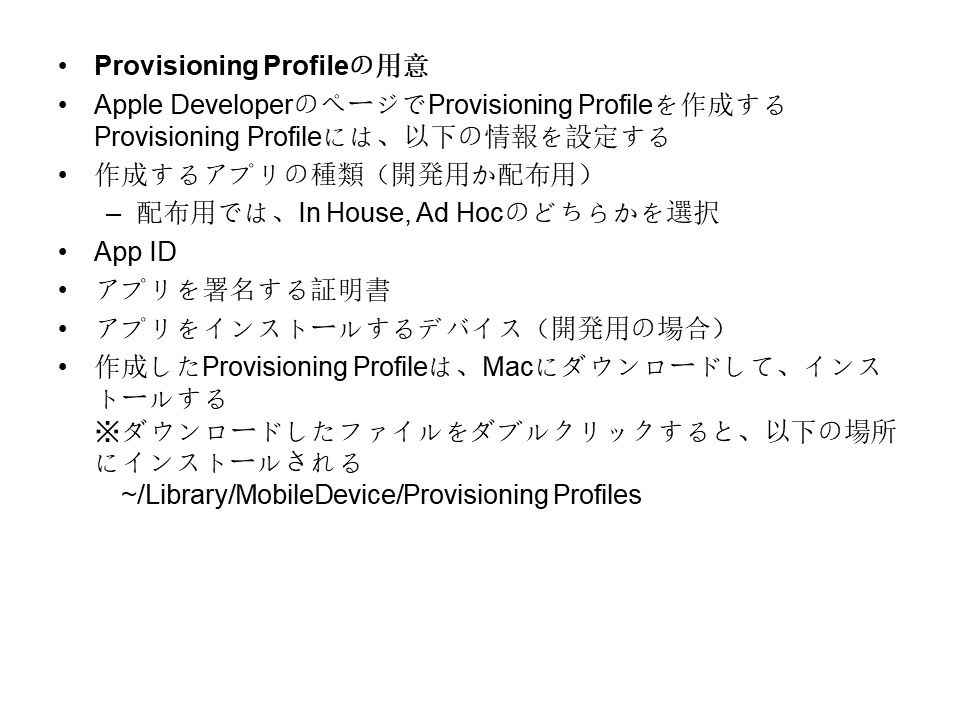 • Provisioning Profileの用意
• Apple DeveloperのページでProvisioning Profileを作成する
Provisioning Profileには、以下の情報を設定する
• 作成するアプリの種類（開発用か配布用）
– 配布用では、In House, Ad Hocのどちらかを選択
• App ID
• アプリを署名する証明書
• アプリをインストールするデバイス（開発用の場合）
• 作成したProvisioning Profileは、Macにダウンロードして、インス
トールする
※ダウンロードしたファイルをダブルクリックすると、以下の場所
にインストールされる
~/Library/MobileDevice/Provisioning Profiles